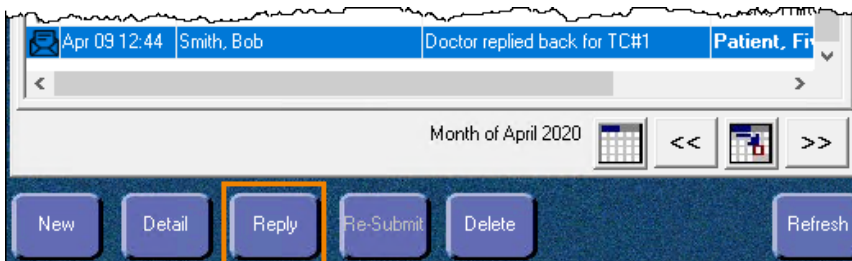 Apr 09 12:44 Smith, Bob Doctor replied back for TC#1 Patient, Fi
Month of April 2020 << >>
New Detail Reply Re-Submit Delete Refresh